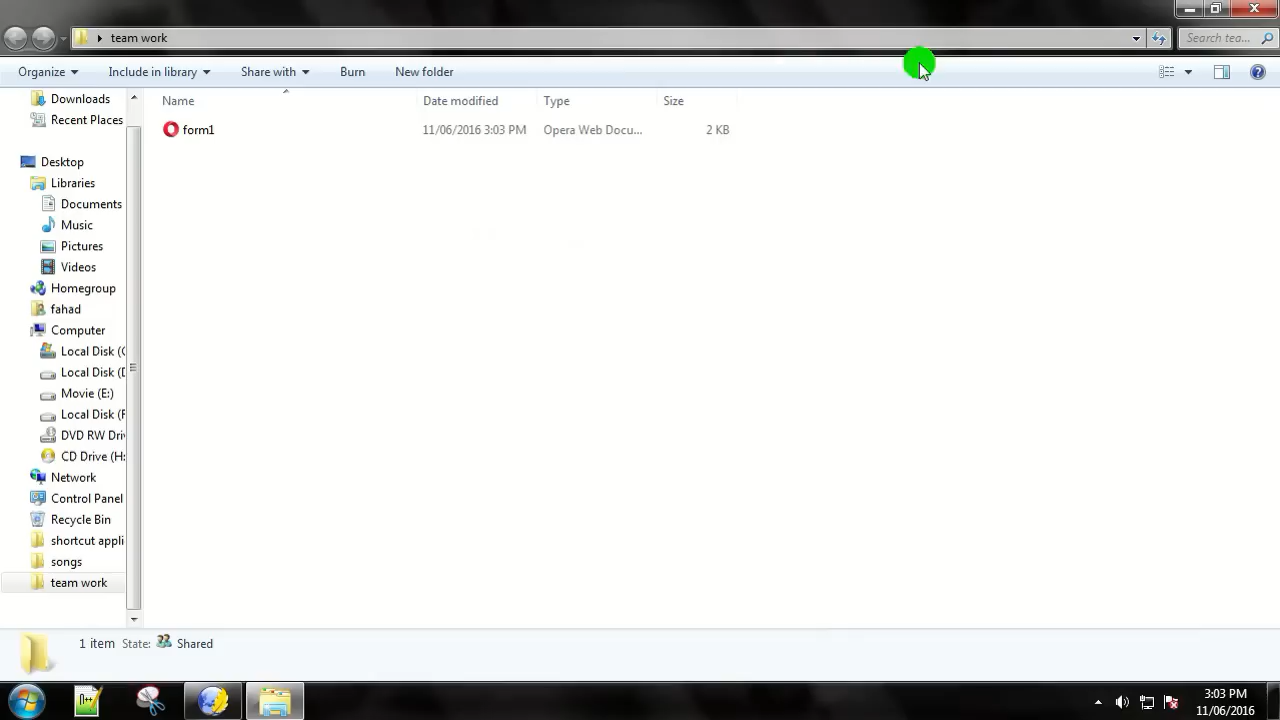 team work
Search tea...
Organize
Include in library
Share with
Burn
New folder
Name
Date modified
Type
Size
form1
11/06/2016 3:03 PM
Opera Web Docu...
2 KB
Downloads
Recent Places
Desktop
Libraries
Documents
Music
Pictures
Videos
Homegroup
fahad
Computer
Local Disk (C
Local Disk (D
Movie (E:)
Local Disk (F
DVD RW Driv
CD Drive (H:
Network
Control Panel
Recycle Bin
shortcut appli
songs
team work
1 item State: Shared
3:03 PM
11/06/2016